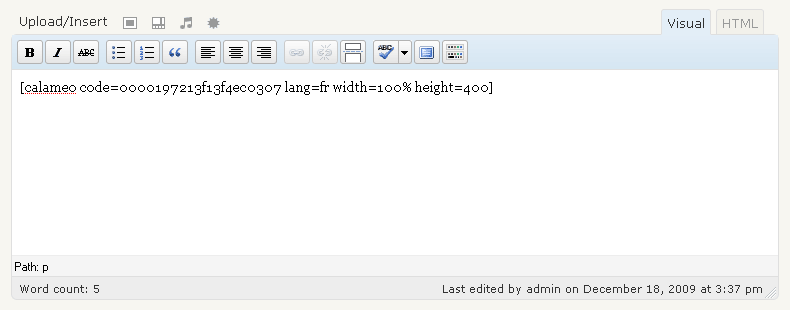 Upload/Insert
Visual HTML
B I ABC ABC
[calameo code=0000197213f13f4ec0307 lang=fr width=100% height=400]
Path: p
Word count: 5 Last edited by admin on December 18, 2009 at 3:37 pm